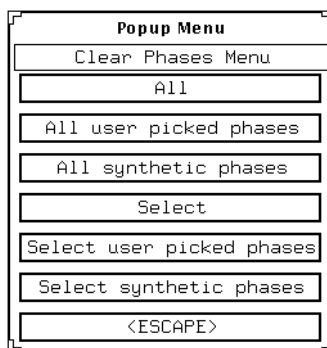 Popup Menu
Clear Phases Menu
All
All user picked phases
All synthetic phases
Select
Select user picked phases
Select synthetic phases
<ESCAPE>